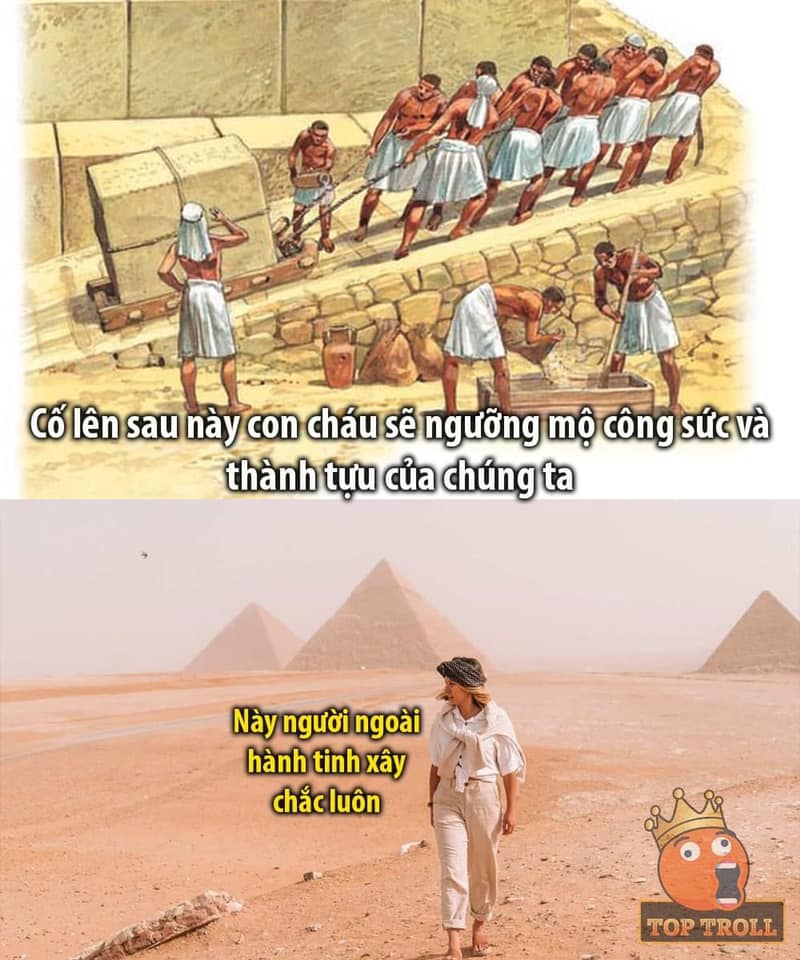 Cố lên sau này con cháu sẽ ngưỡng mộ công sức và
thành tựu của chúng ta
Này người ngoài
hành tinh xây
chắc luôn
TOP TROLL